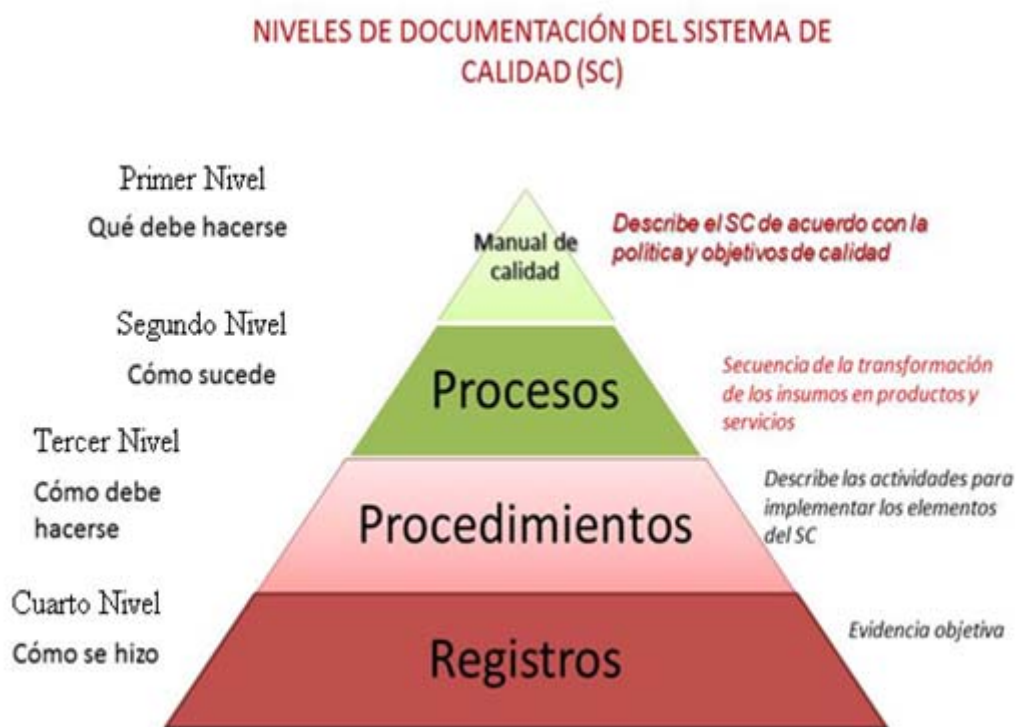 NIVELES DE DOCUMENTACIÓN DEL SISTEMA DE
CALIDAD (SC)
Primer Nivel
Qué debe hacerse
Manual de
calidad
Describe el SC de acuerdo con la
política y objetivos de calidad
Segundo Nivel
Cómo sucede
Procesos
Secuencia de la transformación
de los insumos en productos y
servicios
Tercer Nivel
Cómo debe
hacerse
Procedimientos
Describe las actividades para
implementar los elementos
del SC
Cuarto Nivel
Cómo se hizo
Registros
Evidencia objetiva